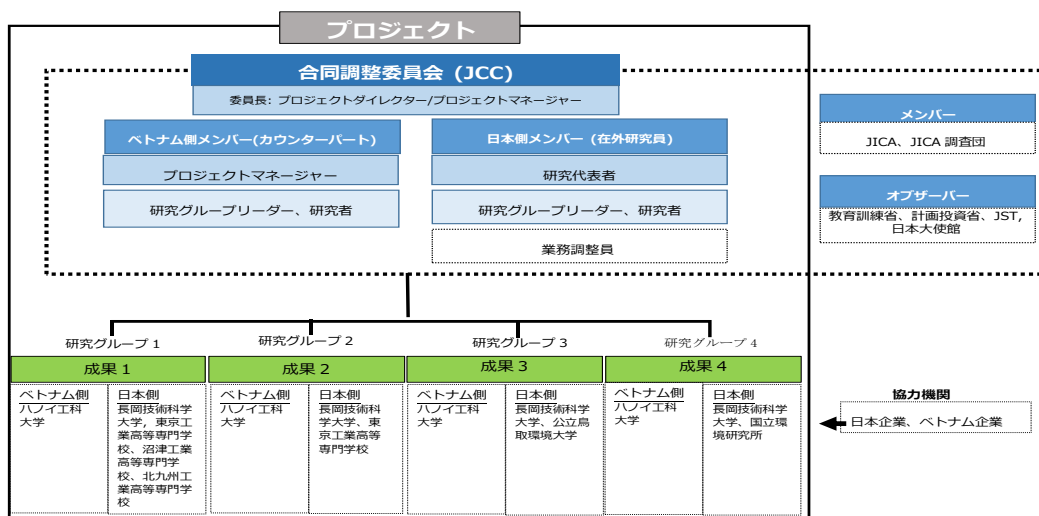 プロジェクト
合同調整委員会 (JCC)
委員長: プロジェクトダイレクター/プロジェクトマネージャー
ベトナム側メンバー(カウンターパート)
プロジェクトマネージャー
研究グループリーダー、研究者
日本側メンバー (在外研究員)
研究代表者
研究グループリーダー、研究者
業務調整員
メンバー
JICA、JICA 調査団
オブザーバー
教育訓練省、計画投資省、JST,
日本大使館
研究グループ 1
成果 1
ベトナム側
ハノイ工科
大学
日本側
長岡技術科学
大学，東京工
業高等専門学
校、沼津工業
高等専門学
校、北九州工
業高等専門学
校
研究グループ 2
成果 2
ベトナム側
ハノイ工科
大学
日本側
長岡技術科
学大学、東
京工業高等
専門学校
研究グループ 3
成果 3
ベトナム側
ハノイ工科
大学
日本側
長岡技術科学
大学、公立鳥
取環境大学
研究グループ 4
成果 4
ベトナム側
ハノイ工科
大学
日本側
長岡技術科学
大学、国立環
境研究所
協力機関
日本企業、ベトナム企業